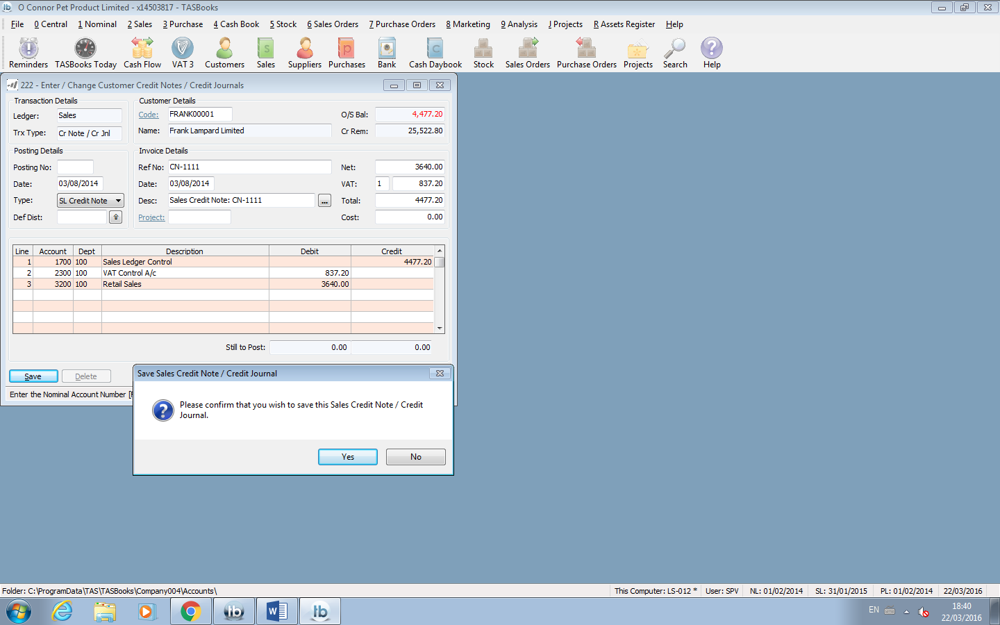 O Connor Pet Product Limited - x14503817 - TASBooks
File 0 Central 1 Nominal 2 Sales 3 Purchase 4 Cash Book 5 Stock 6 Sales Orders 7 Purchase Orders 8 Marketing 9 Analysis J Projects R Assets Register Help
Reminders TASBooks Today Cash Flow VAT 3 Customers Sales Suppliers Purchases Bank Cash Daybook Stock Sales Orders Purchase Orders Projects Search Help
222 - Enter / Change Customer Credit Notes / Credit Journals
Transaction Details Customer Details
Ledger: Sales Code: FRANK00001 O/S Bal: 4,477.20
Trx Type: Cr Note / Cr Jnl Name: Frank Lampard Limited Cr Rem: 25,522.80
Posting Details Invoice Details
Posting No: Ref No: CN-1111 Net: 3640.00
Date: 03/08/2014 Date: 03/08/2014 VAT: 1 837.20
Type: SL Credit Note Desc: Sales Credit Note: CN-1111 ... Total: 4477.20
Def Dist: Project: Cost: 0.00
Line Account Dept Description Debit Credit
1 1700 100 Sales Ledger Control 4477.20
2 2300 100 VAT Control A/c 837.20
3 3200 100 Retail Sales 3640.00
Still to Post: 0.00 0.00
Save Delete
Enter the Nominal Account Number [F
Save Sales Credit Note / Credit Journal
Please confirm that you wish to save this Sales Credit Note / Credit
Journal.
Yes No
Folder: C:\ProgramData\TAS\TASBooks\Company004\Accounts\ This Computer: LS-012 * User: SPV NL: 01/02/2014 SL: 31/01/2015 PL: 01/02/2014 22/03/2016
EN 18:40
22/03/2016